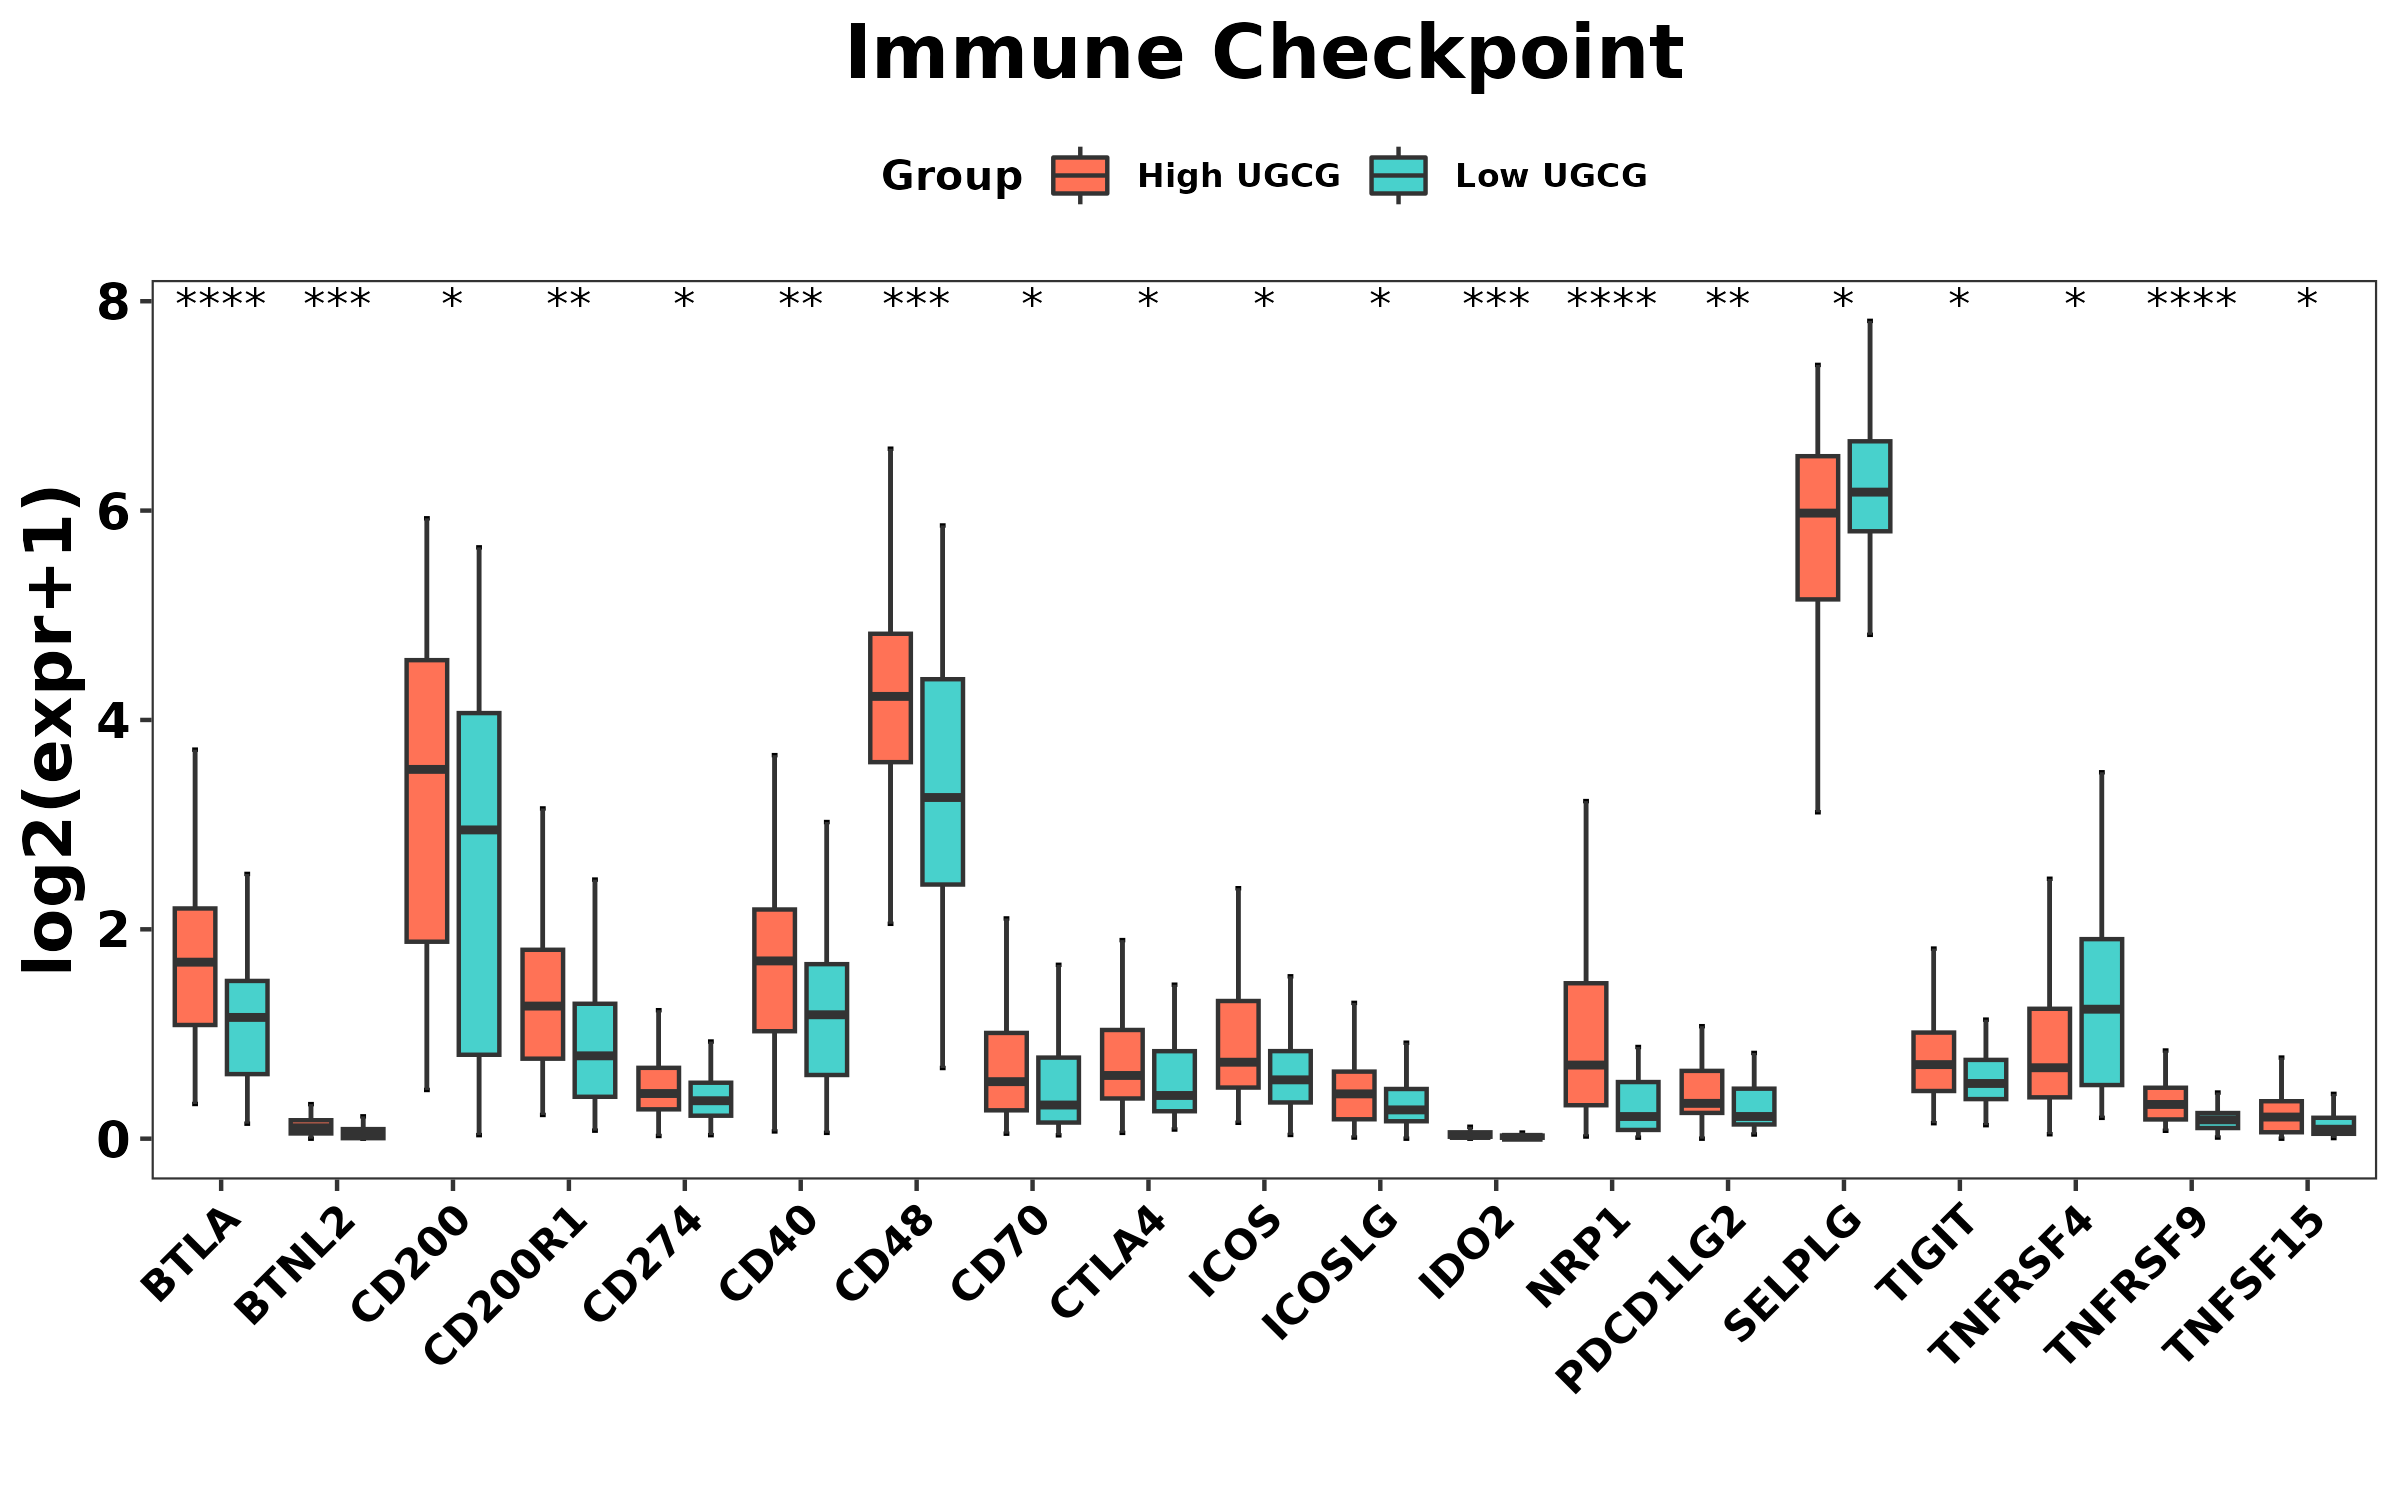 Immune Checkpoint
Group High UGCG Low UGCG
log2(expr+1)
8
6
4
2
0
**** *** * ** * ** *** * * * * *** **** ** * * * **** *
BTLA BTNL2 CD200 CD200R1 CD274 CD40 CD48 CD70 CTLA4 ICOS ICOSLG IDO2 NRP1 PDCD1LG2 SELPLG TIGIT TNFRSF4 TNFRSF9 TNFSF15